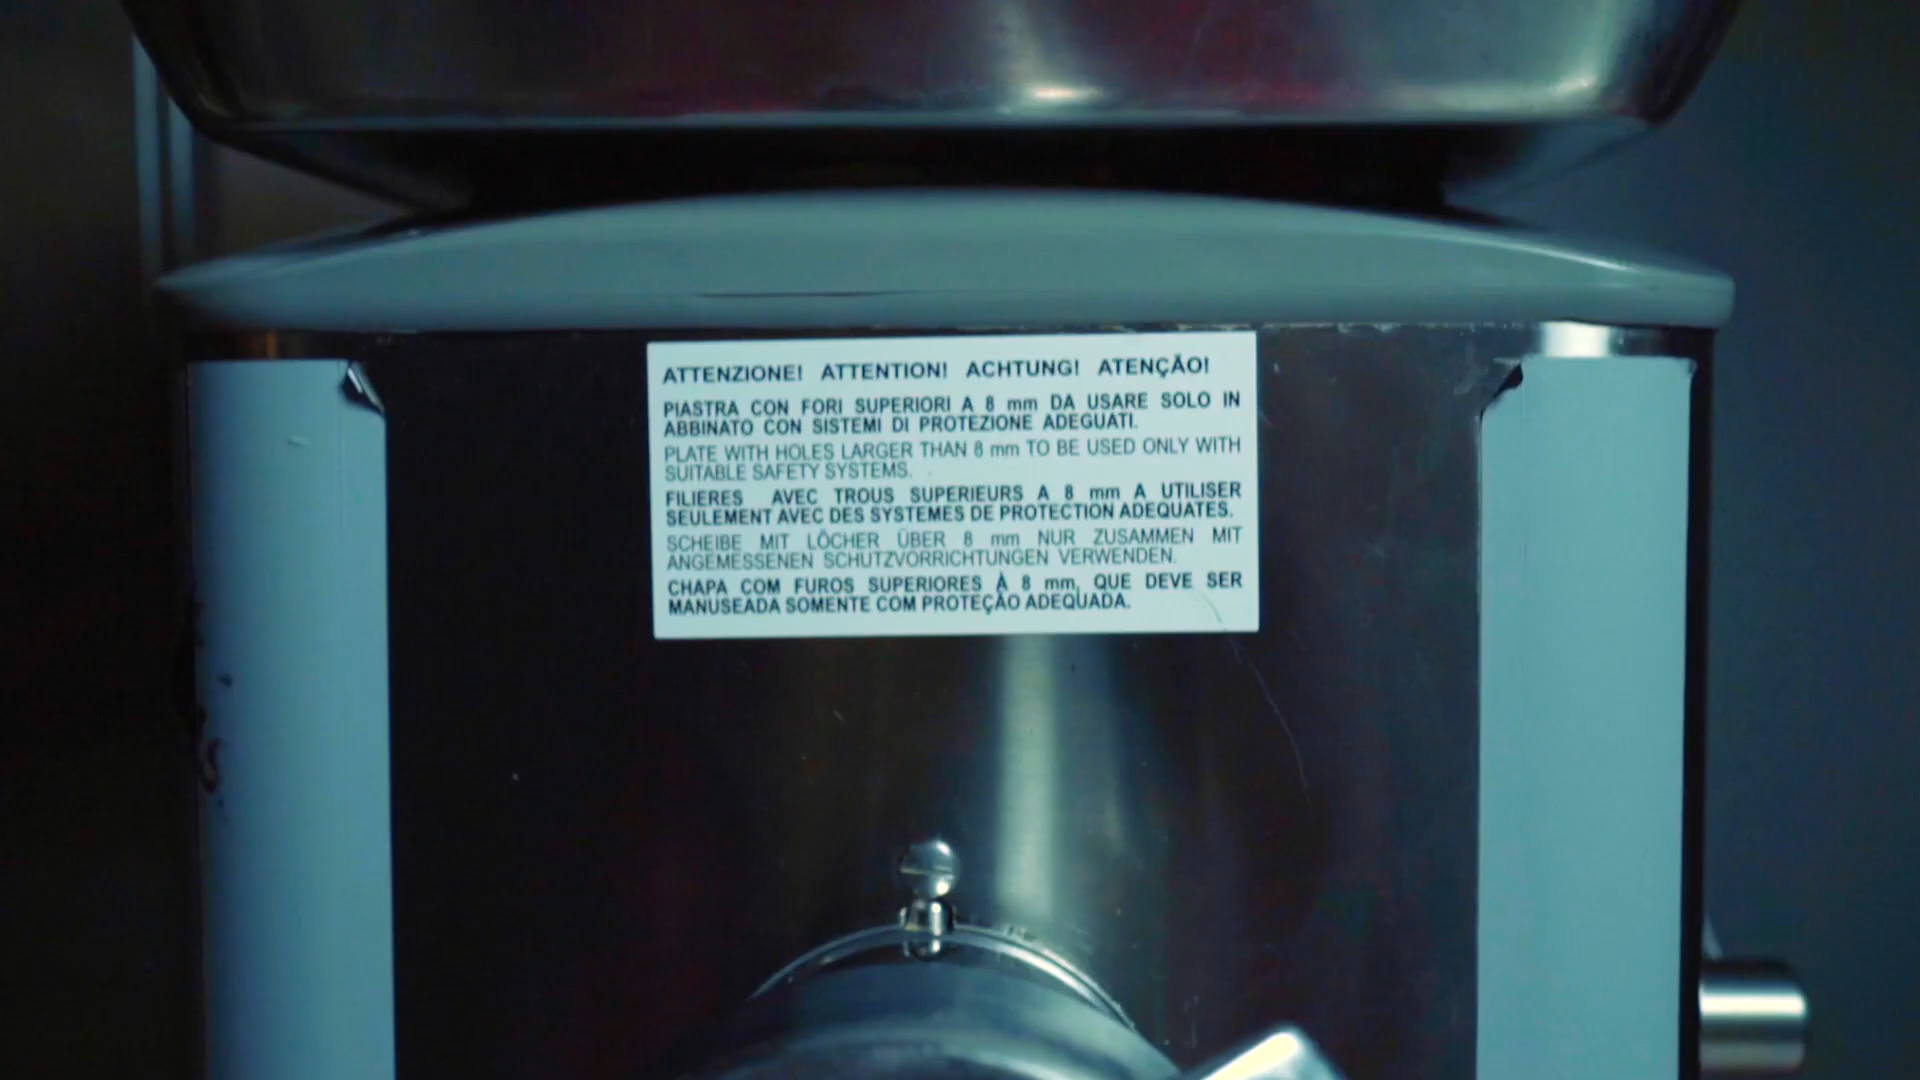 ATTENZIONE! ATTENTION! ACHTUNG! ATENÇÃO!
PIASTRA CON FORI SUPERIORI A 8 mm DA USARE SOLO IN
ABBINATO CON SISTEMI DI PROTEZIONE ADEGUATI.
PLATE WITH HOLES LARGER THAN 8 mm TO BE USED ONLY WITH
SUITABLE SAFETY SYSTEMS.
FILIERES AVEC TROUS SUPERIEURS A 8 mm A UTILISER
SEULEMENT AVEC DES SYSTEMES DE PROTECTION ADEQUATES.
SCHEIBE MIT LÖCHER ÜBER 8 mm NUR ZUSAMMEN MIT
ANGEMESSENEN SCHUTZVORRICHTUNGEN VERWENDEN.
CHAPA COM FUROS SUPERIORES À 8 mm, QUE DEVE SER
MANUSEADA SOMENTE COM PROTEÇÃO ADEQUADA.